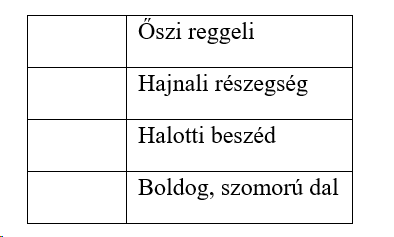 Őszi reggeli
Hajnali részegség
Halotti beszéd
Boldog, szomorú dal